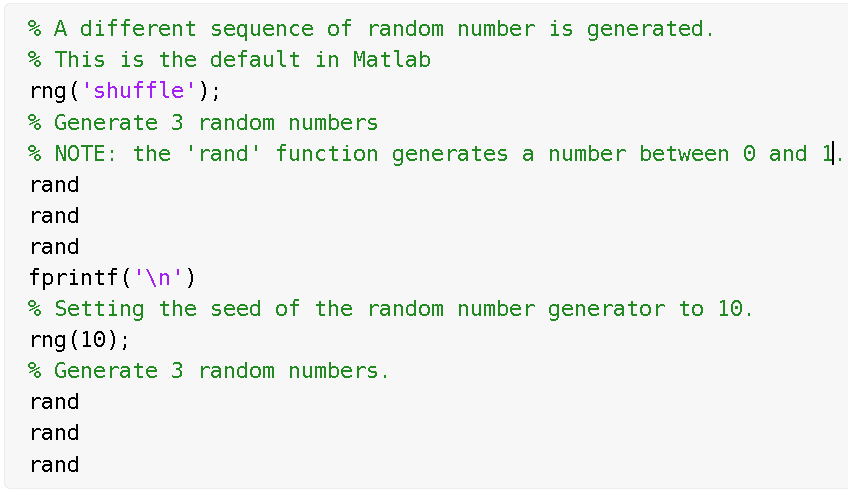 % A different sequence of random number is generated.
% This is the default in Matlab
rng('shuffle');
% Generate 3 random numbers
% NOTE: the 'rand' function generates a number between 0 and 1.
rand
rand
rand
fprintf('\n')
% Setting the seed of the random number generator to 10.
rng(10);
% Generate 3 random numbers.
rand
rand
rand